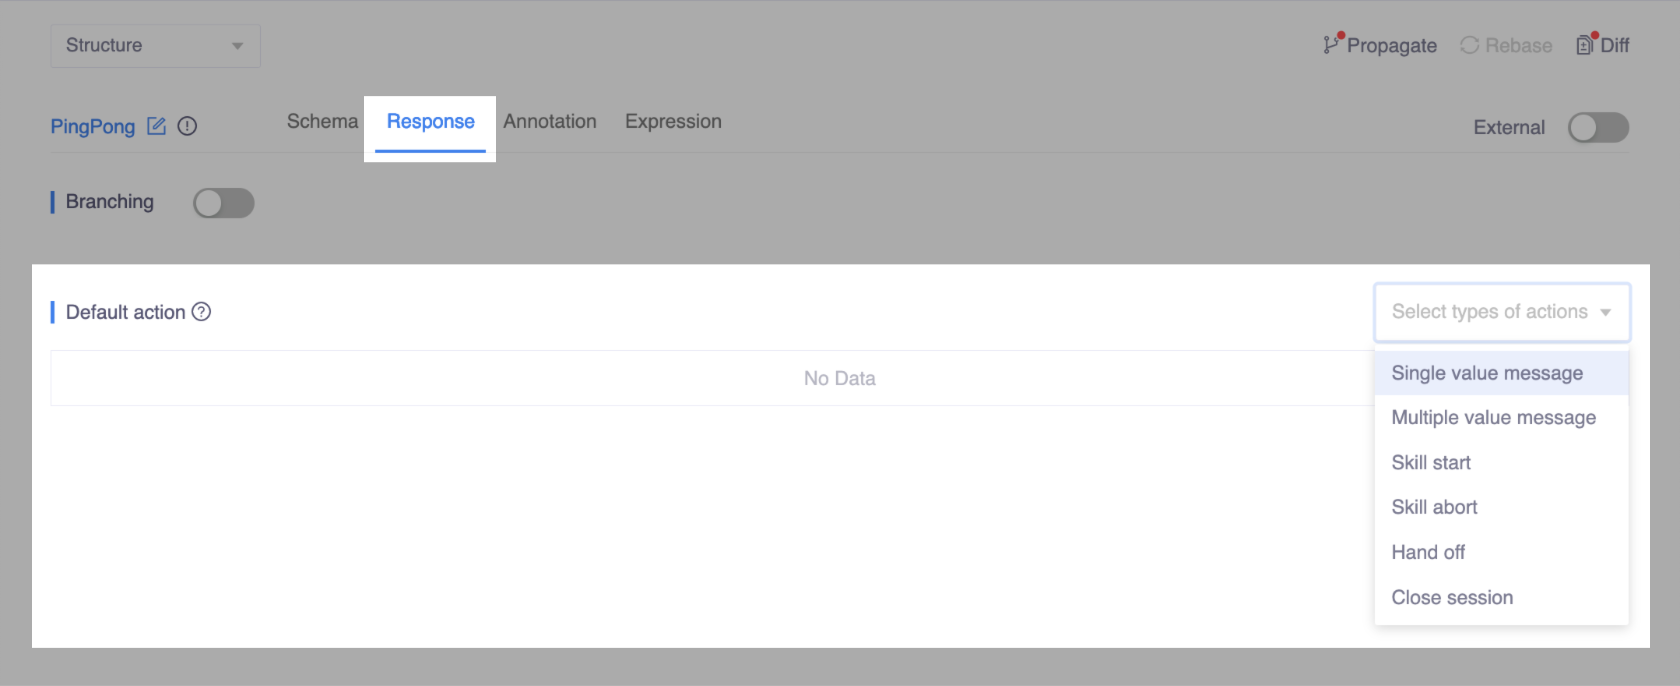 Structure
Propagate Rebase Diff
PingPong Schema Response Annotation Expression External
Branching
Default action ? Select types of actions
No Data
Single value message
Multiple value message
Skill start
Skill abort
Hand off
Close session